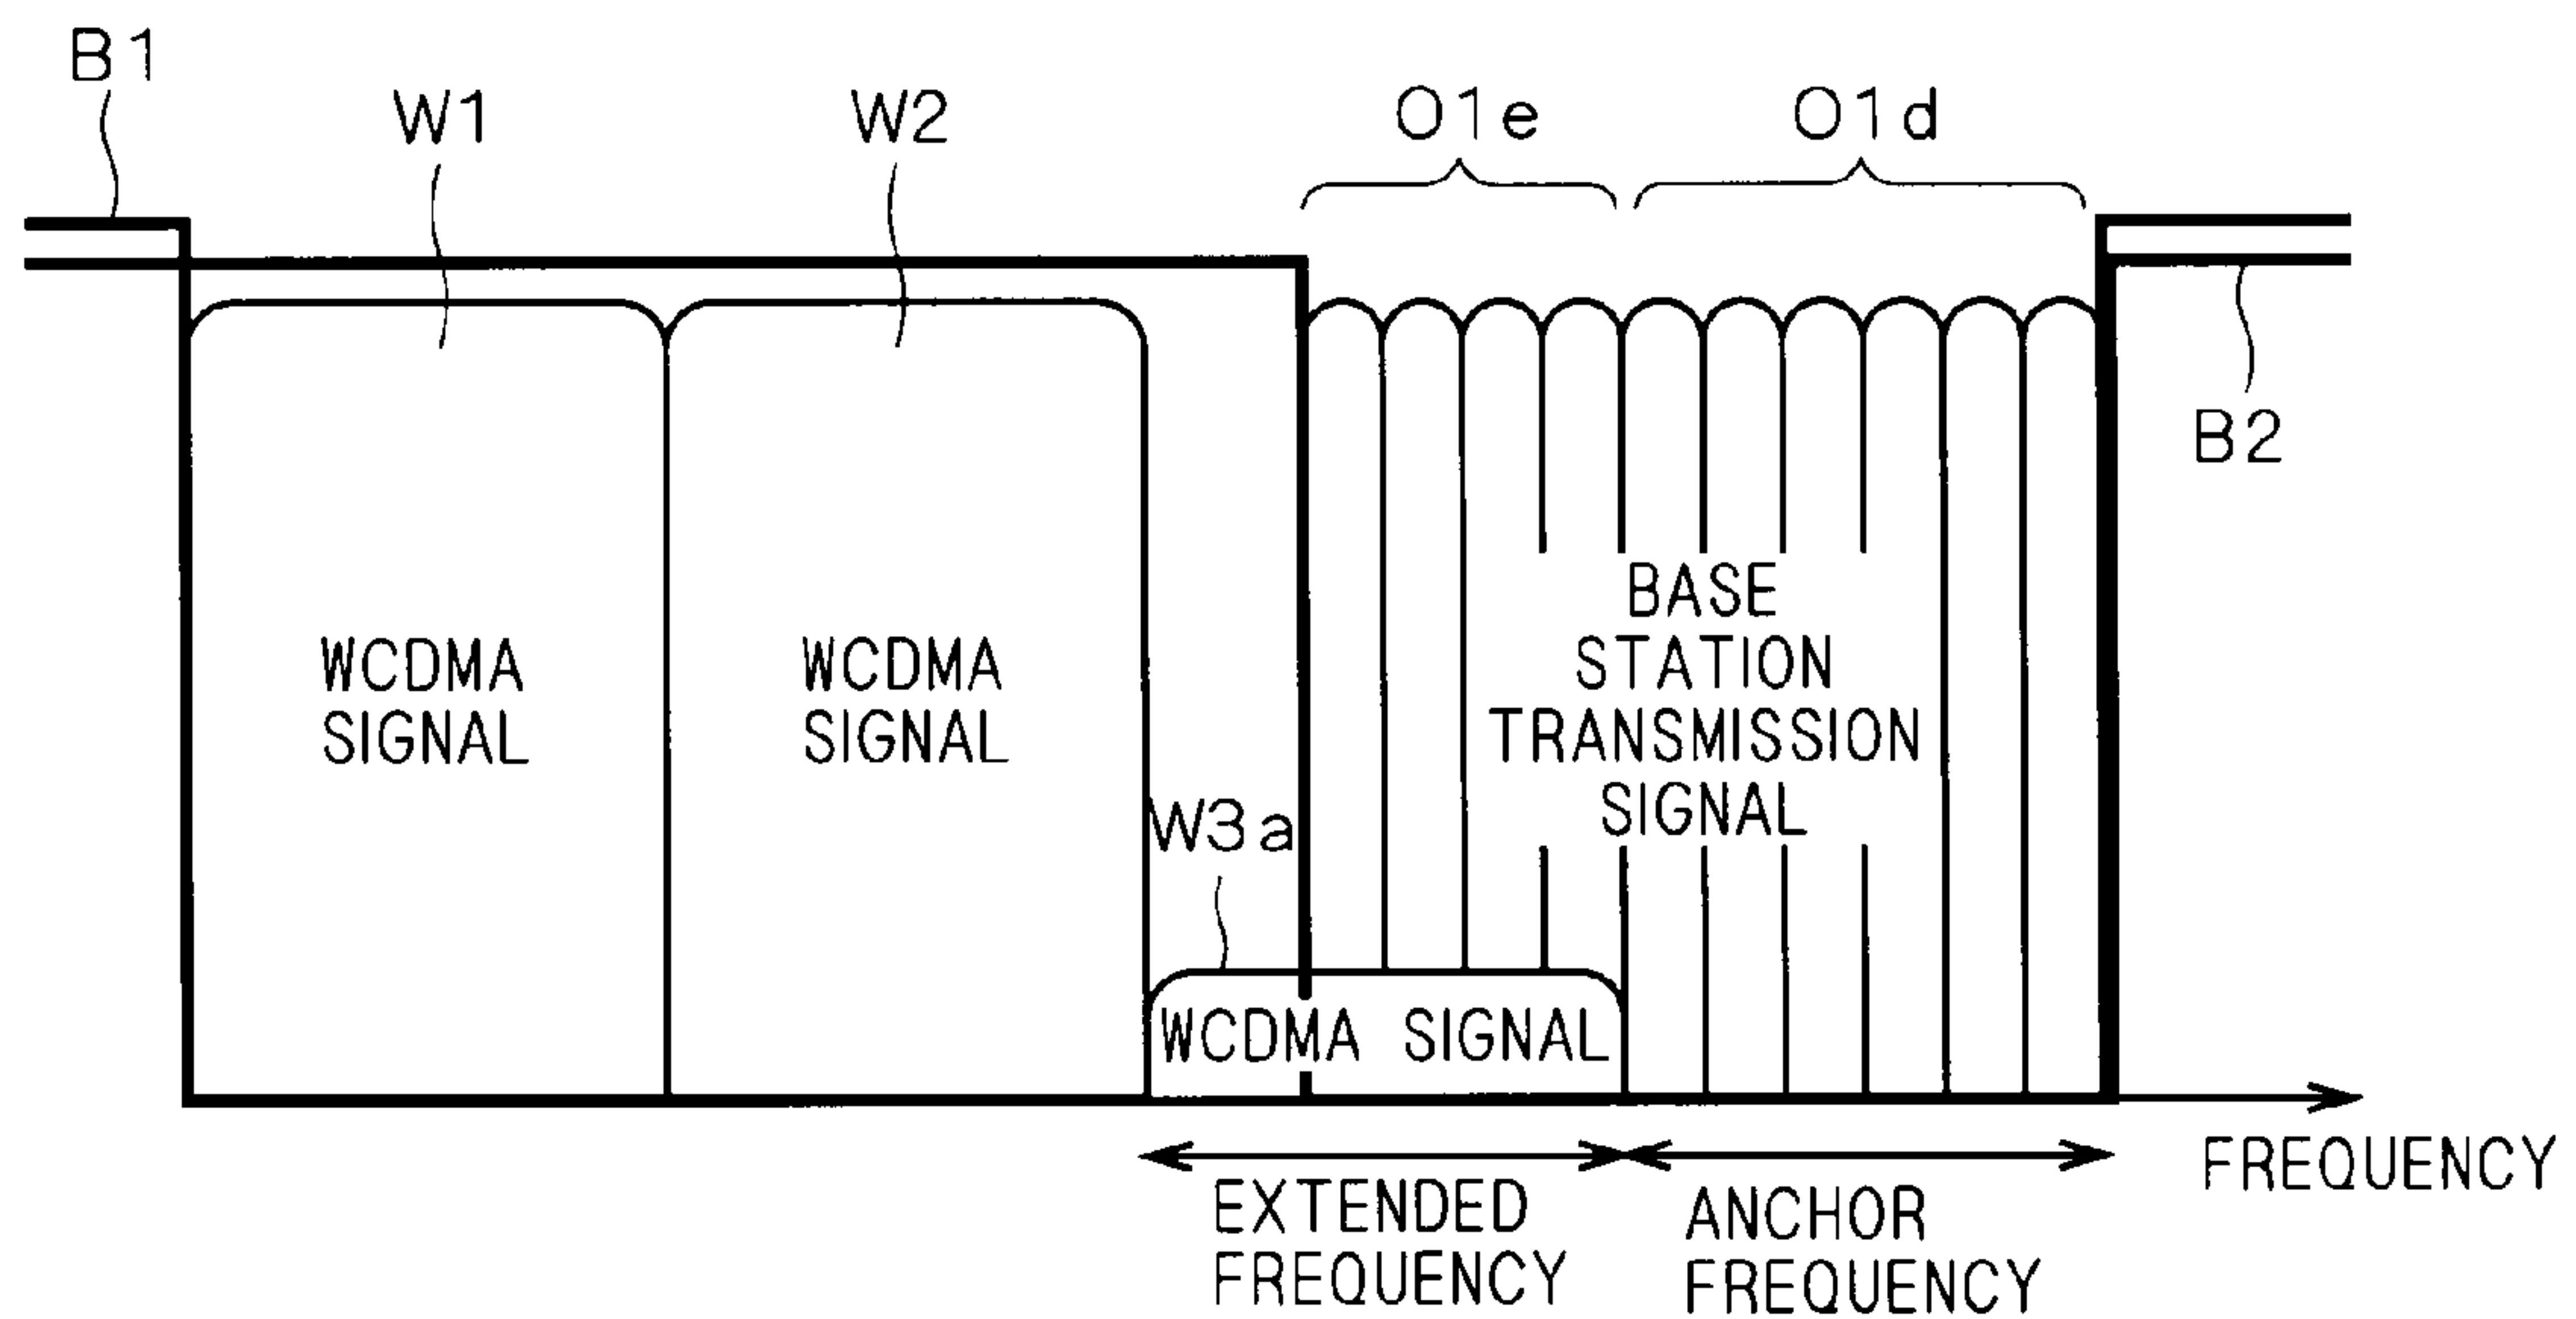 B1
W1
W2
O1e
O1d
B2
WCDMA
SIGNAL
WCDMA
SIGNAL
BASE
STATION
TRANSMISSION
SIGNAL
W3a
WCDMA SIGNAL
FREQUENCY
EXTENDED
FREQUENCY
ANCHOR
FREQUENCY